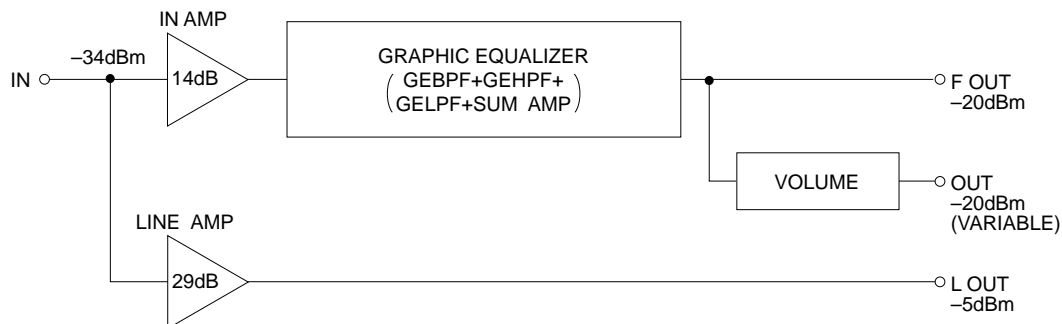 IN AMP
–34dBm
IN
14dB
GRAPHIC EQUALIZER
(GEBPF+GEHPF+
GELPF+SUM AMP)
F OUT
–20dBm
VOLUME
OUT
–20dBm
(VARIABLE)
LINE AMP
29dB
L OUT
–5dBm